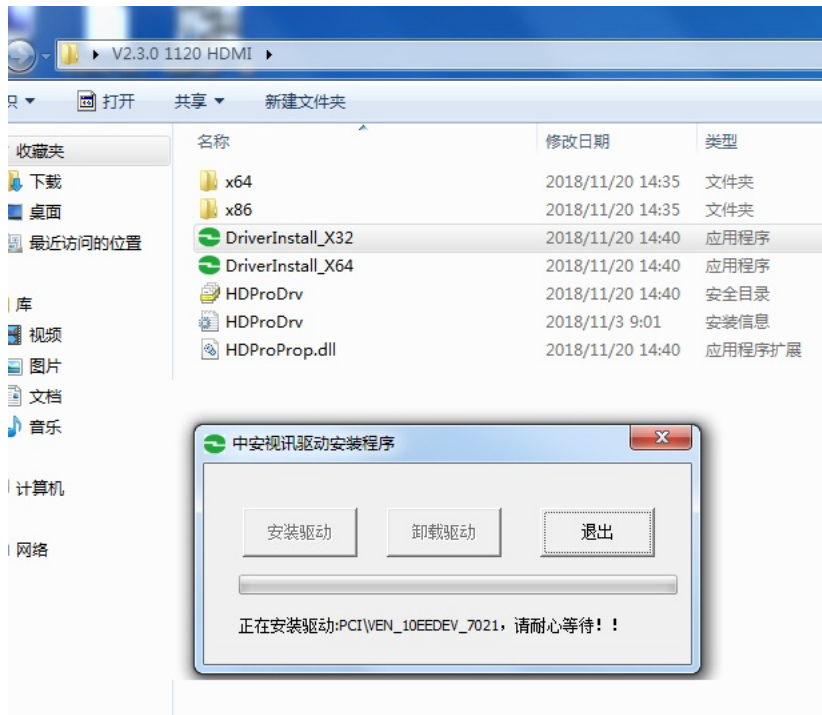 V2.3.0 1120 HDMI
打开 共享 新建文件夹
名称 修改日期 类型
收藏夹
下载
桌面
最近访问的位置
库
视频
图片
文档
音乐
计算机
网络
x64 2018/11/20 14:35 文件夹
x86 2018/11/20 14:35 文件夹
DriverInstall_X32 2018/11/20 14:40 应用程序
DriverInstall_X64 2018/11/20 14:40 应用程序
HDProDrv 2018/11/20 14:40 安全目录
HDProDrv 2018/11/3 9:01 安装信息
HDProProp.dll 2018/11/20 14:40 应用程序扩展
中安视讯驱动安装程序
安装驱动 卸载驱动 退出
正在安装驱动:PCI\VEN_10EEDEV_7021，请耐心等待！！